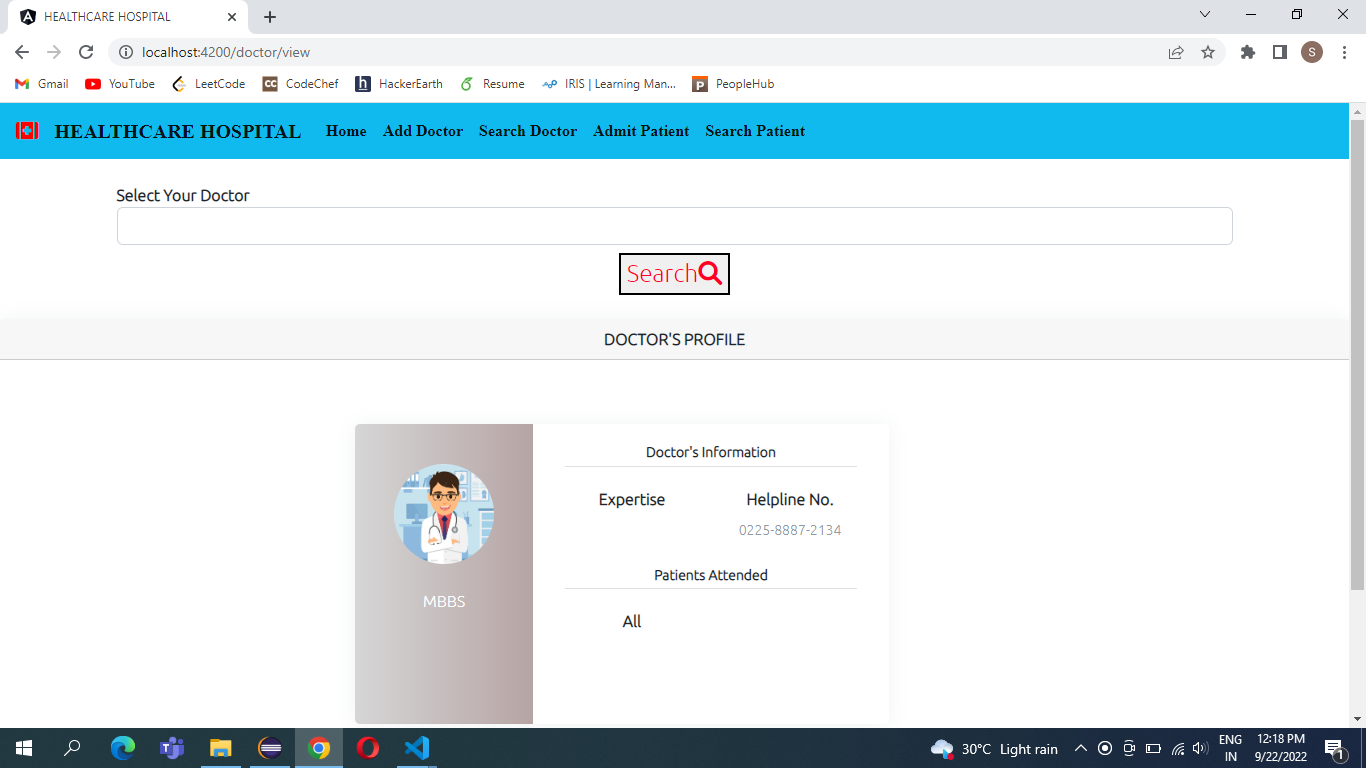 HEALTHCARE HOSPITAL
localhost:4200/doctor/view
S
Gmail YouTube LeetCode CC CodeChef h HackerEarth Resume IRIS | Learning Man... P PeopleHub
HEALTHCARE HOSPITAL Home Add Doctor Search Doctor Admit Patient Search Patient
Select Your Doctor
Search
DOCTOR'S PROFILE
Doctor's Information
Expertise Helpline No.
0225-8887-2134
Patients Attended
MBBS
All
30°C Light rain
ENG
IN
12:18 PM
9/22/2022
1